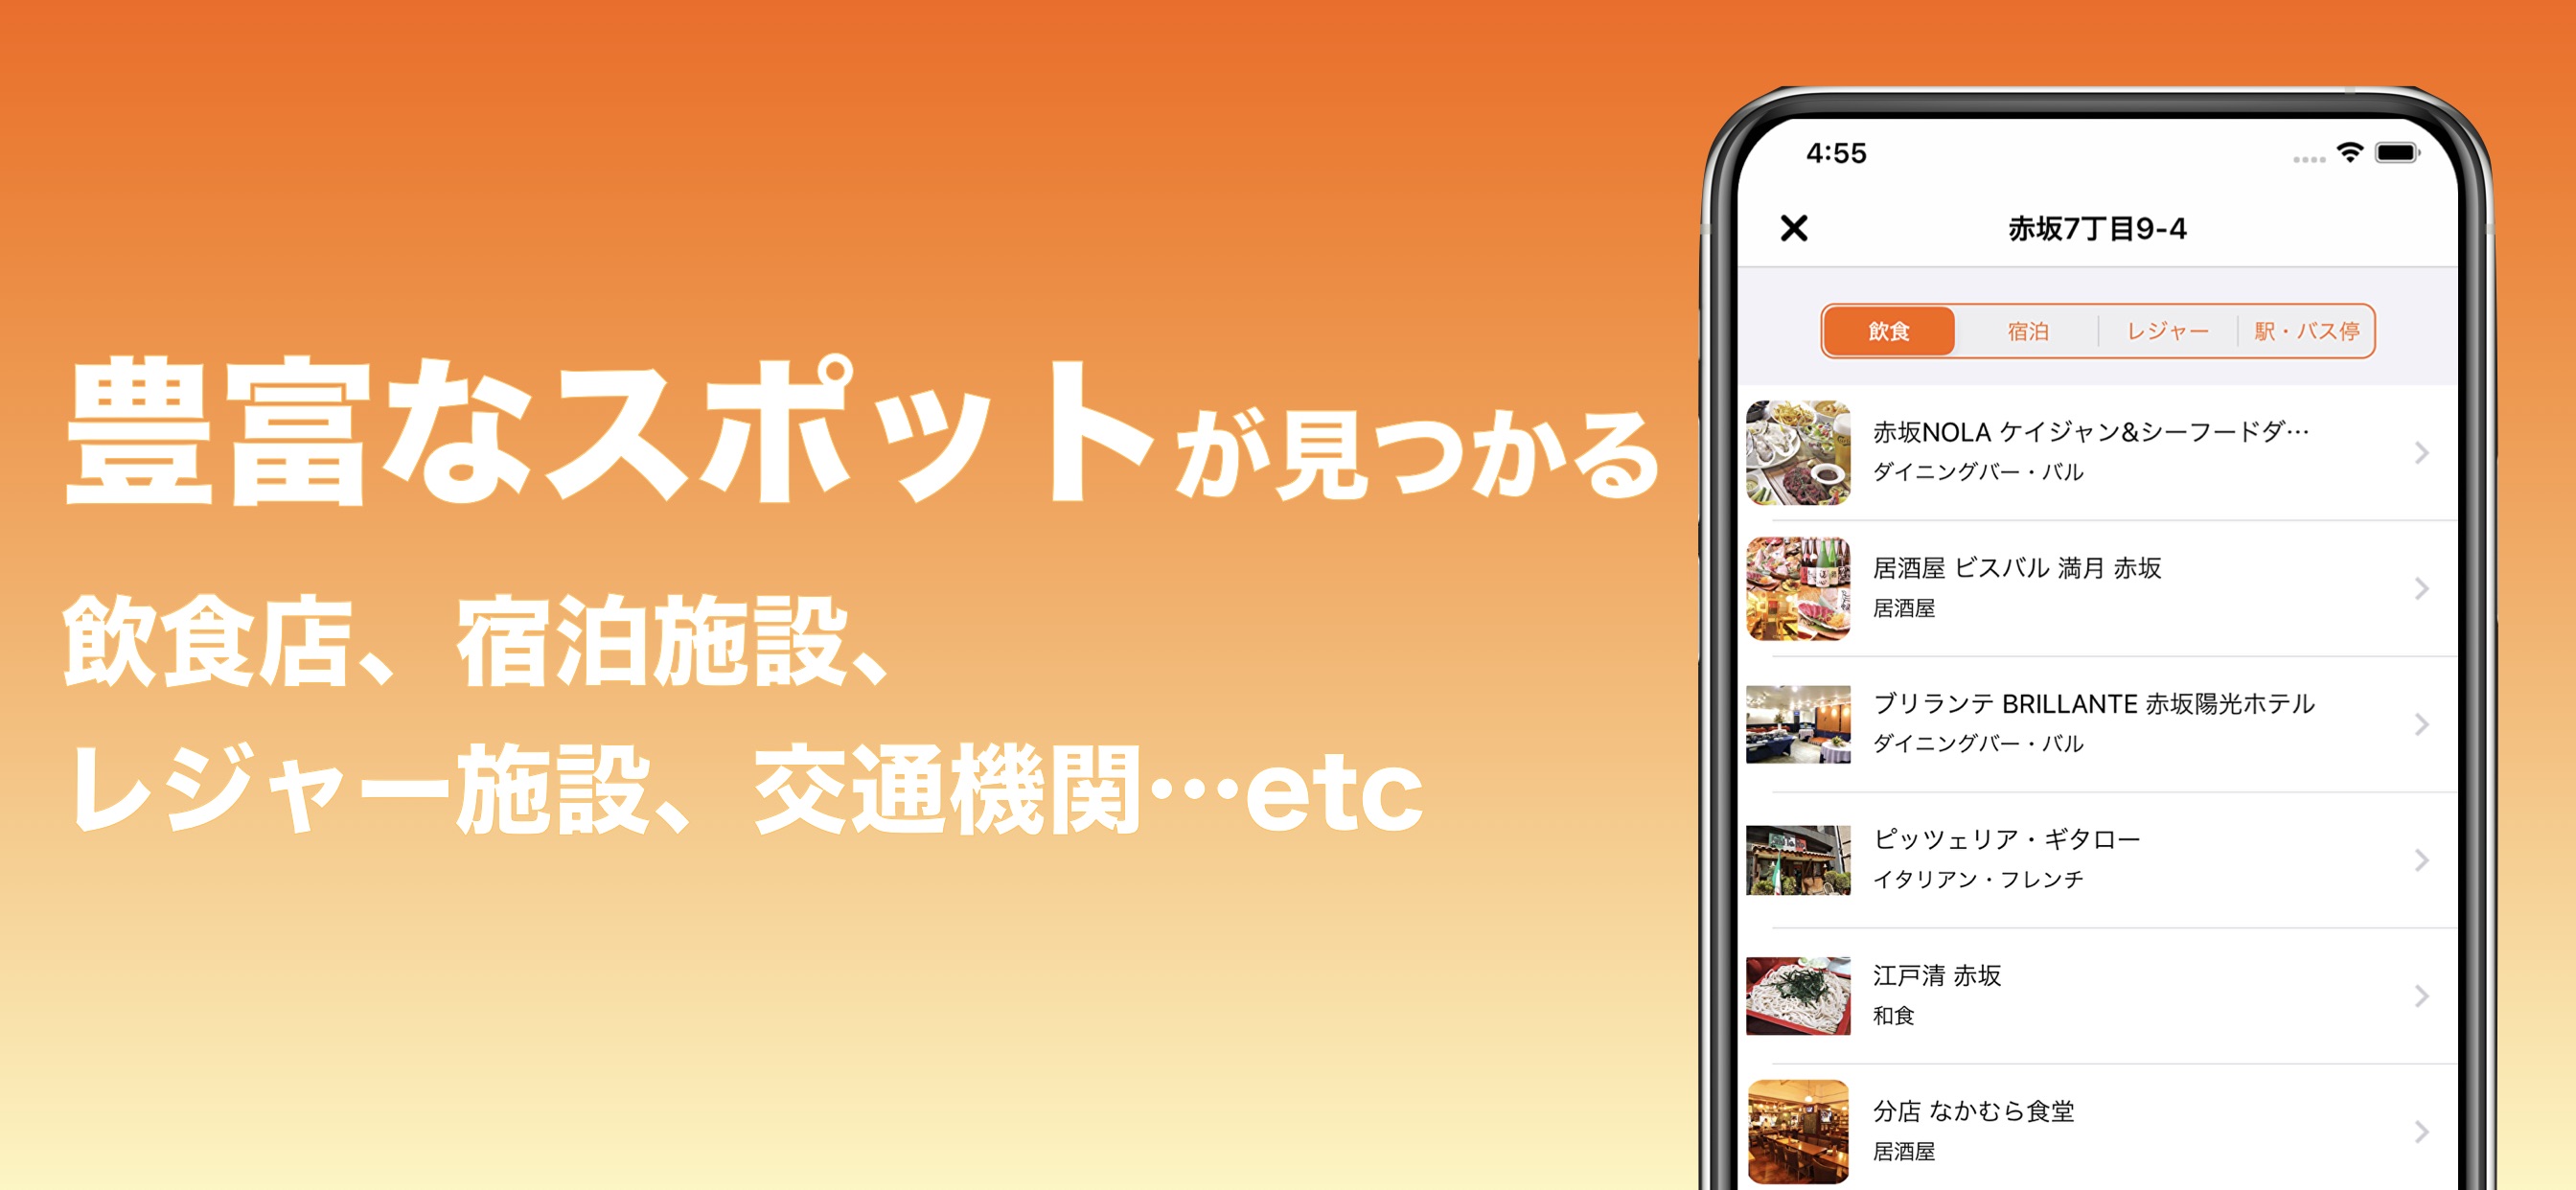 豊富なスポットが見つかる
飲食店、宿泊施設、
レジャー施設、交通機関…etc
4:55
赤坂7丁目9-4
飲食 宿泊 レジャー 駅・バス停
赤坂NOLA ケイジャン&シーフードダ…
ダイニングバー・バル
居酒屋 ビスバル 満月 赤坂
居酒屋
ブリランテ BRILLANTE 赤坂陽光ホテル
ダイニングバー・バル
ピッツェリア・ギタロー
イタリアン・フレンチ
江戸清 赤坂
和食
分店 なかむら食堂
居酒屋